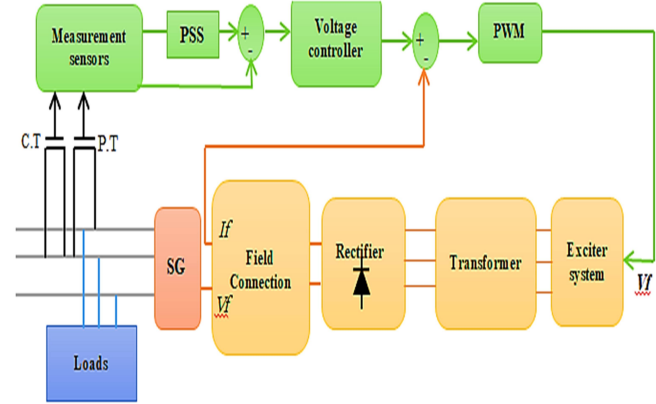 Measurement
sensors
PSS
+
-
Voltage
controller
+
-
PWM
C.T
P.T
SG
If
Vf
Field
Connection
Rectifier
Transformer
Exciter
system
Vf
Loads